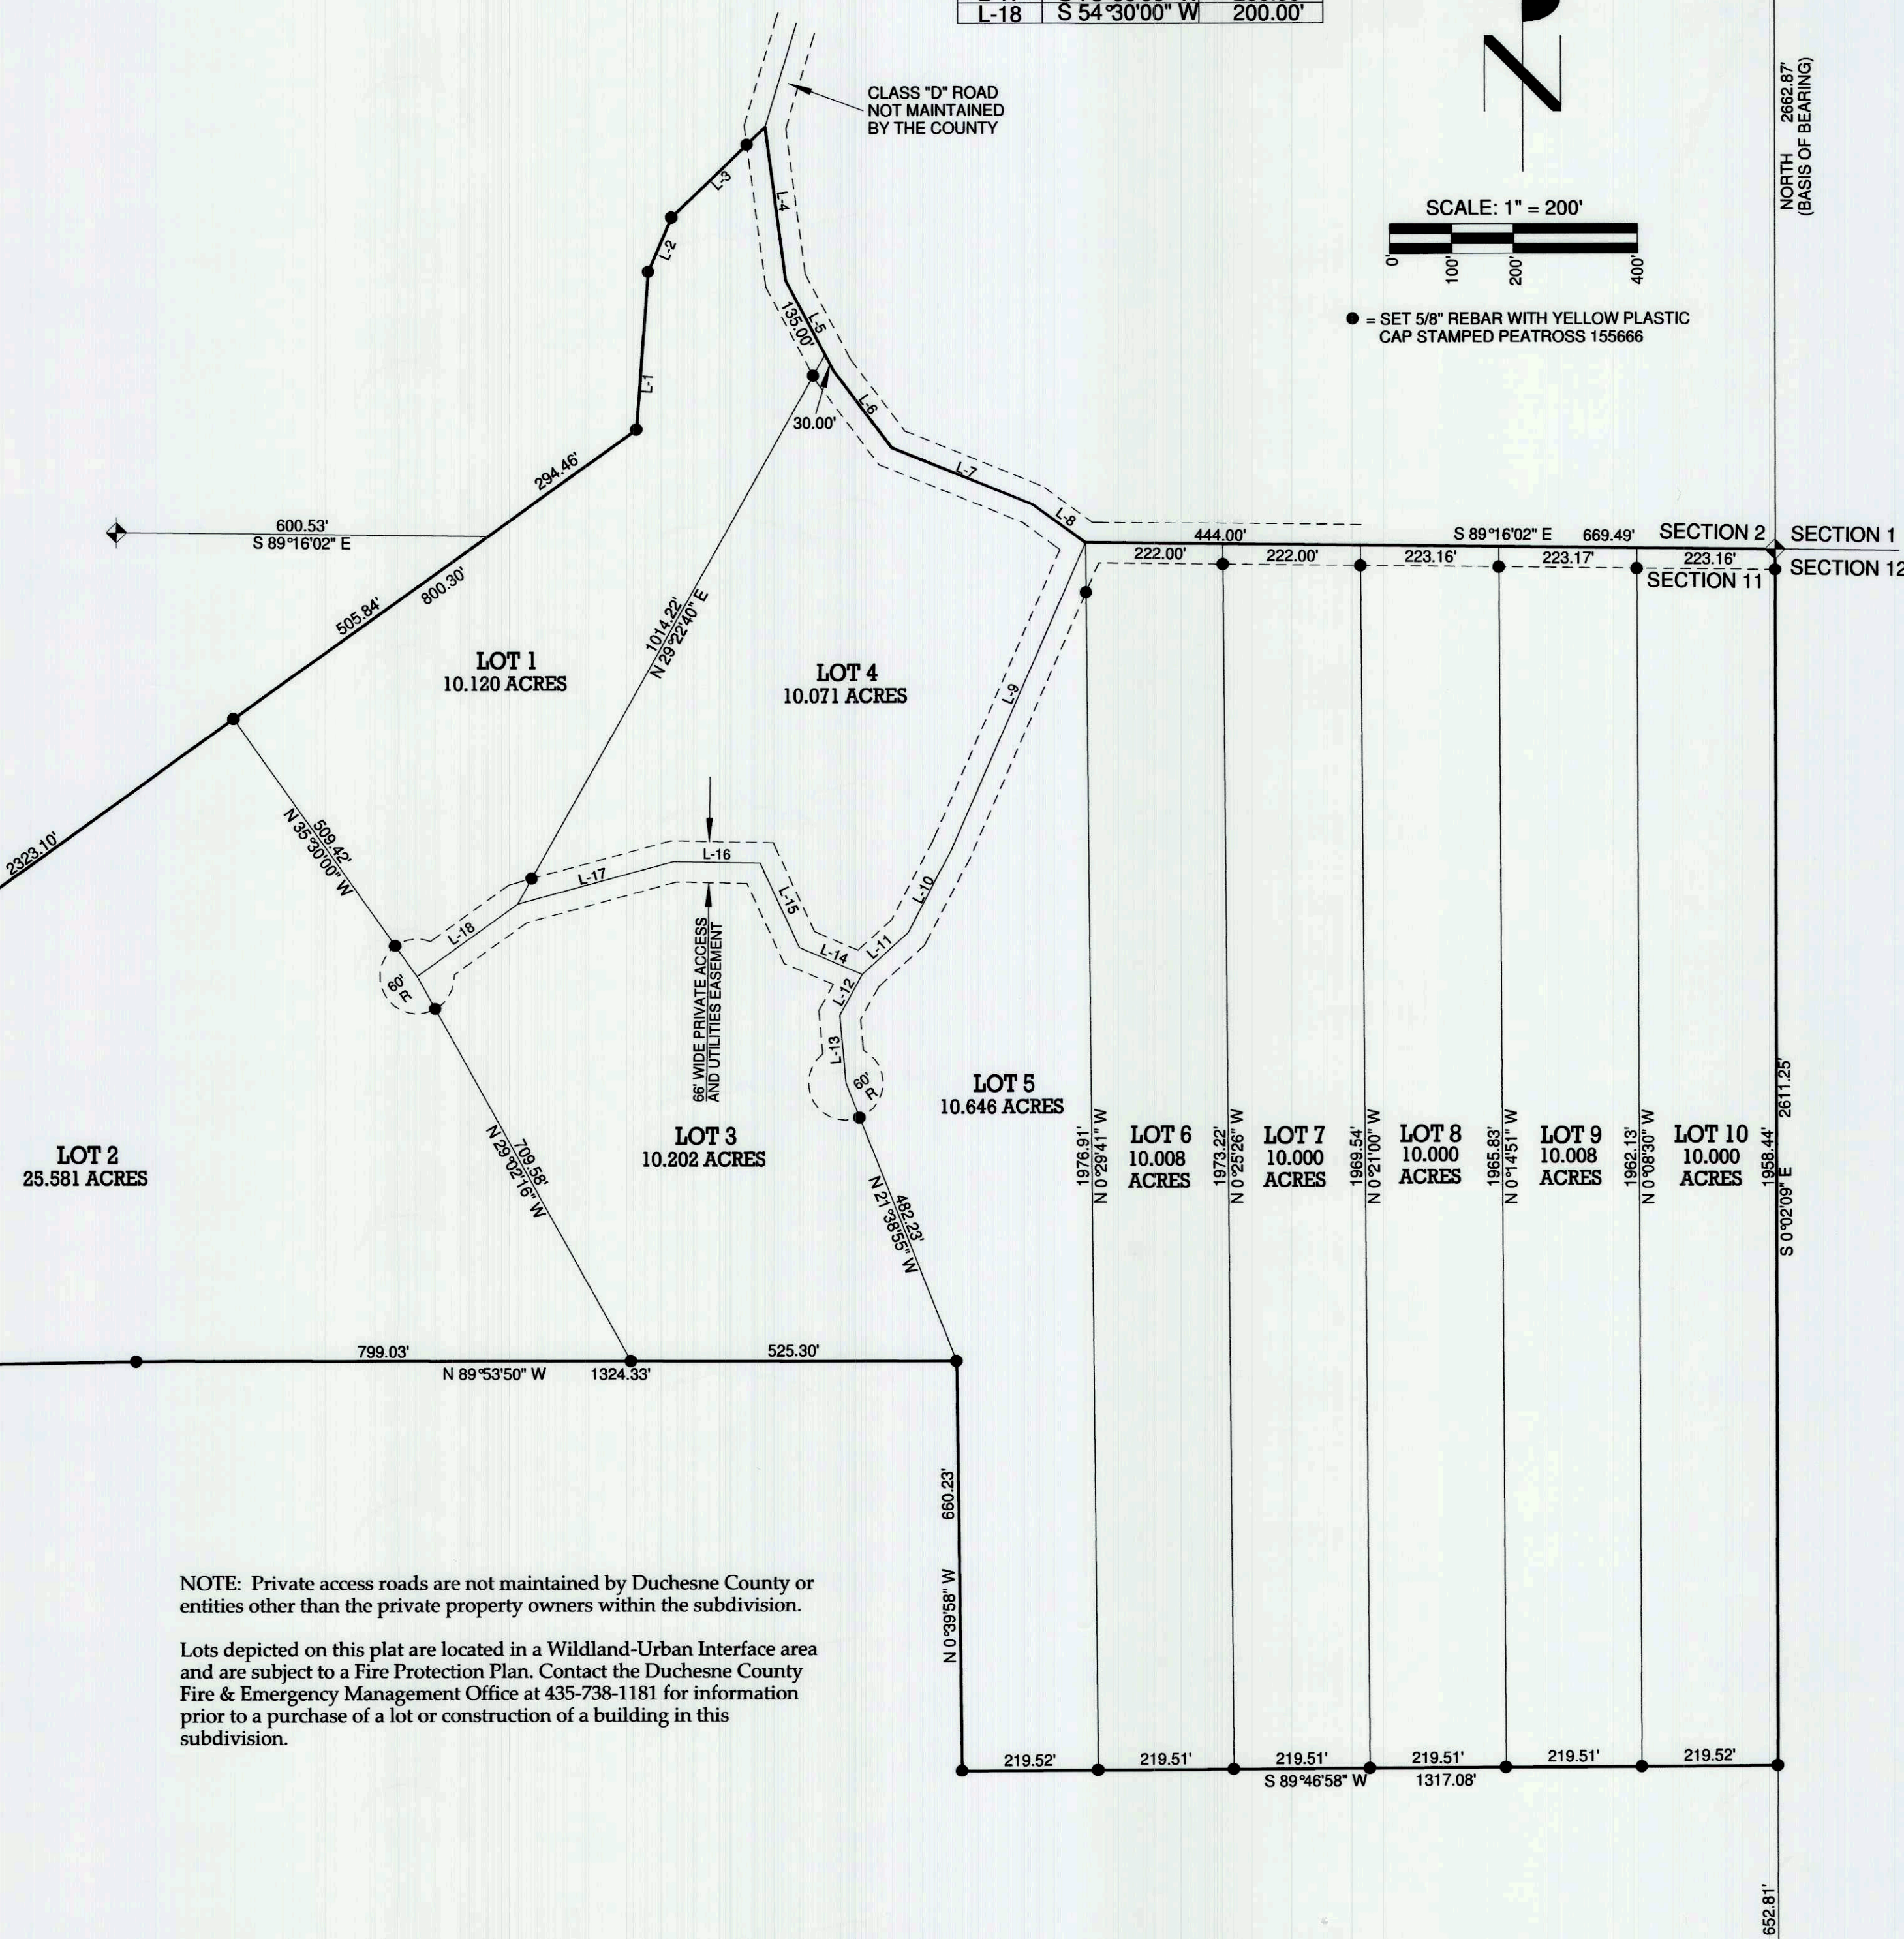 L-18 S 54°30'00" W 200.00'
CLASS "D" ROAD
NOT MAINTAINED
BY THE COUNTY
N
NORTH 2662.87'
(BASIS OF BEARING)
SCALE: 1" = 200'
0' 100' 200' 400'
= SET 5/8" REBAR WITH YELLOW PLASTIC
CAP STAMPED PEATROSS 155666
L-3
L-4
L-2
L-5
135.00'
L-1
L-6
30.00'
294.46'
L-7
L-8
600.53'
S 89°16'02" E
444.00'
S 89°16'02" E 669.49'
SECTION 2
SECTION 1
222.00'
222.00'
223.16'
223.17'
223.16'
SECTION 11
SECTION 12
505.84'
800.30'
1014.22'
N 29°22'40" E
LOT 1
10.120 ACRES
LOT 4
10.071 ACRES
L-9
2323.10'
509.42'
N 35°30'00" W
L-16
L-17
L-15
L-10
L-18
L-14
L-11
L-12
L-13
60'
R
66' WIDE PRIVATE ACCESS
AND UTILITIES EASEMENT
60'
R
LOT 5
10.646 ACRES
LOT 2
25.581 ACRES
709.58'
N 29°02'16" W
LOT 3
10.202 ACRES
482.23'
N 21°38'55" W
1976.91'
N 0°29'41" W
LOT 6
10.008
ACRES
1973.22'
N 0°25'26" W
LOT 7
10.000
ACRES
1969.54'
N 0°21'00" W
LOT 8
10.000
ACRES
1965.83'
N 0°14'51" W
LOT 9
10.008
ACRES
1962.13'
N 0°08'30" W
LOT 10
10.000
ACRES
1958.44'
S 0°02'09" E 2611.25'
799.03'
525.30'
N 89°53'50" W 1324.33'
660.23'
N 0°39'58" W
NOTE: Private access roads are not maintained by Duchesne County or
entities other than the private property owners within the subdivision.
Lots depicted on this plat are located in a Wildland-Urban Interface area
and are subject to a Fire Protection Plan. Contact the Duchesne County
Fire & Emergency Management Office at 435-738-1181 for information
prior to a purchase of a lot or construction of a building in this
subdivision.
219.52'
219.51'
219.51'
219.51'
219.51'
219.52'
S 89°46'58" W 1317.08'
652.81'